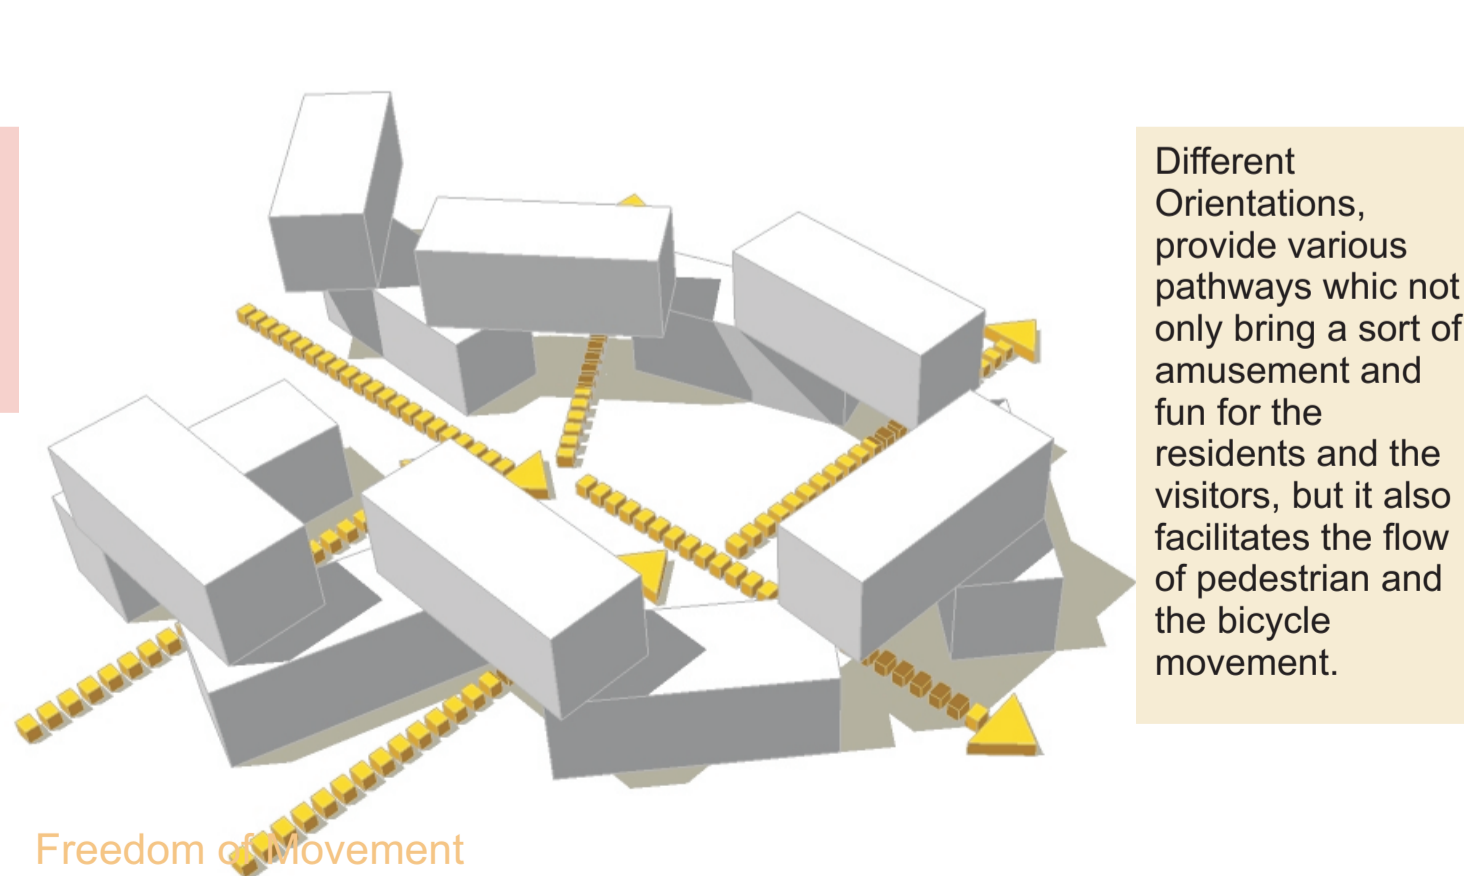 Different
Orientations,
provide various
pathways whic not
only bring a sort of
amusement and
fun for the
residents and the
visitors, but it also
facilitates the flow
of pedestrian and
the bicycle
movement.
Freedom of Movement